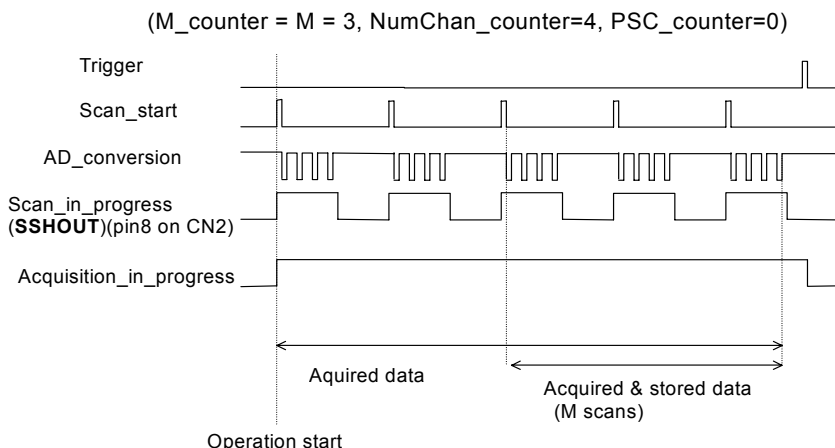 (M_counter = M = 3, NumChan_counter=4, PSC_counter=0)
Trigger
Scan_start
AD_conversion
Scan_in_progress
(SSHOUT)(pin8 on CN2)
Acquisition_in_progress
Aquired data
Acquired & stored data
(M scans)
Operation start